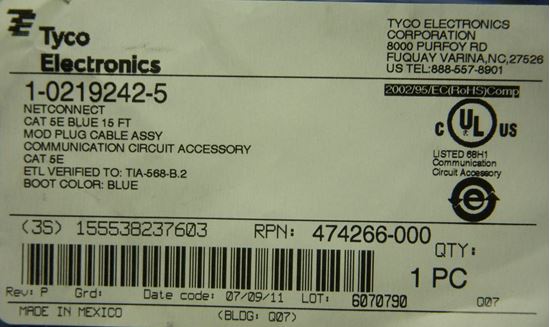 Tyco
Electronics
TYCO ELECTRONICS
CORPORATION
8000 PURFOY RD
FUQUAY VARINA,NC,27526
US TEL:888-557-8901
1-0219242-5
NETCONNECT
CAT 5E BLUE 15 FT
MOD PLUG CABLE ASSY
COMMUNICATION CIRCUIT ACCESSORY
CAT 5E
ETL VERIFIED TO: TIA-568-B.2
BOOT COLOR: BLUE
2002/95/EC(RoHS)Comp
C UL US
LISTED 68H1
Communication
Circuit Accessory
e
(3S) 155538237603 RPN: 474266-000
QTY:
1 PC
Rev: P Grd: Date code: 07/09/11 LOT: 6070790 Q07
MADE IN MEXICO (BLDG: Q07)